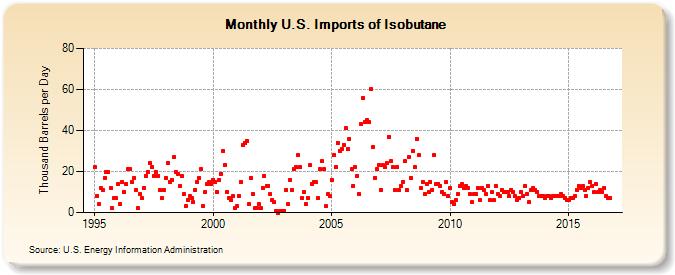 Monthly U.S. Imports of Isobutane
Thousand Barrels per Day
80
60
40
20
0
1995 2000 2005 2010 2015
Source: U.S. Energy Information Administration